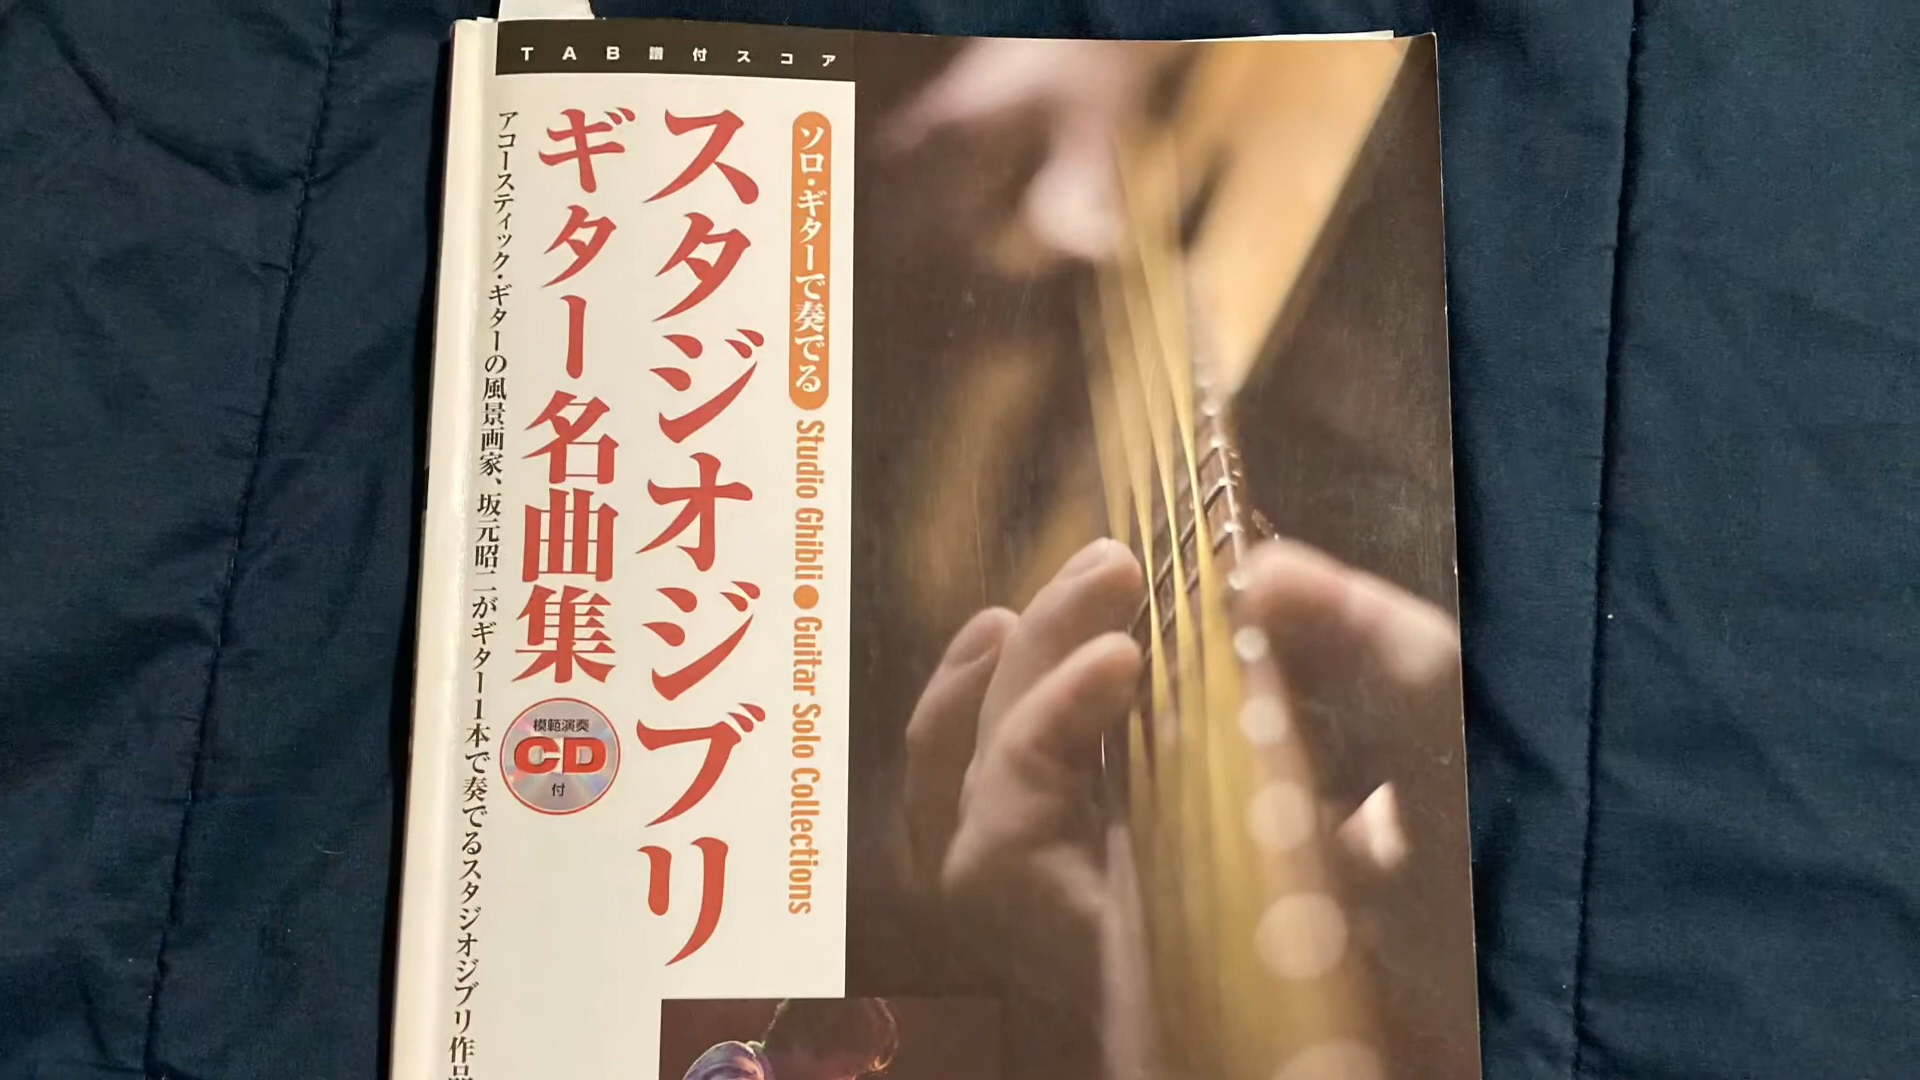 TAB譜付スコア
ソロ・ギターで奏でる
Studio Ghibli●Guitar Solo Collections
スタジオジブリ
ギター名曲集
模範演奏
CD
付
アコースティック・ギターの風景画家、坂元昭二がギター1本で奏でるスタジオジブリ作品